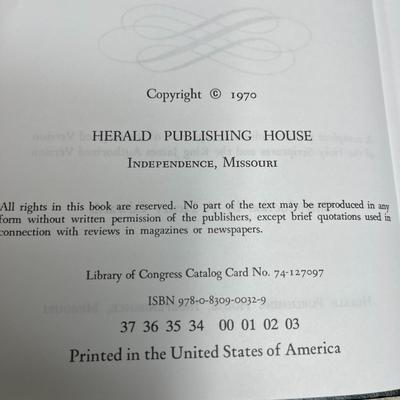 Copyright © 1970
HERALD PUBLISHING HOUSE
INDEPENDENCE, MISSOURI
All rights in this book are reserved. No part of the text may be reproduced in any
form without written permission of the publishers, except brief quotations used in
connection with reviews in magazines or newspapers.
Library of Congress Catalog Card No. 74-127097
ISBN 978-0-8309-0032-9
37 36 35 34 00 01 02 03
Printed in the United States of America